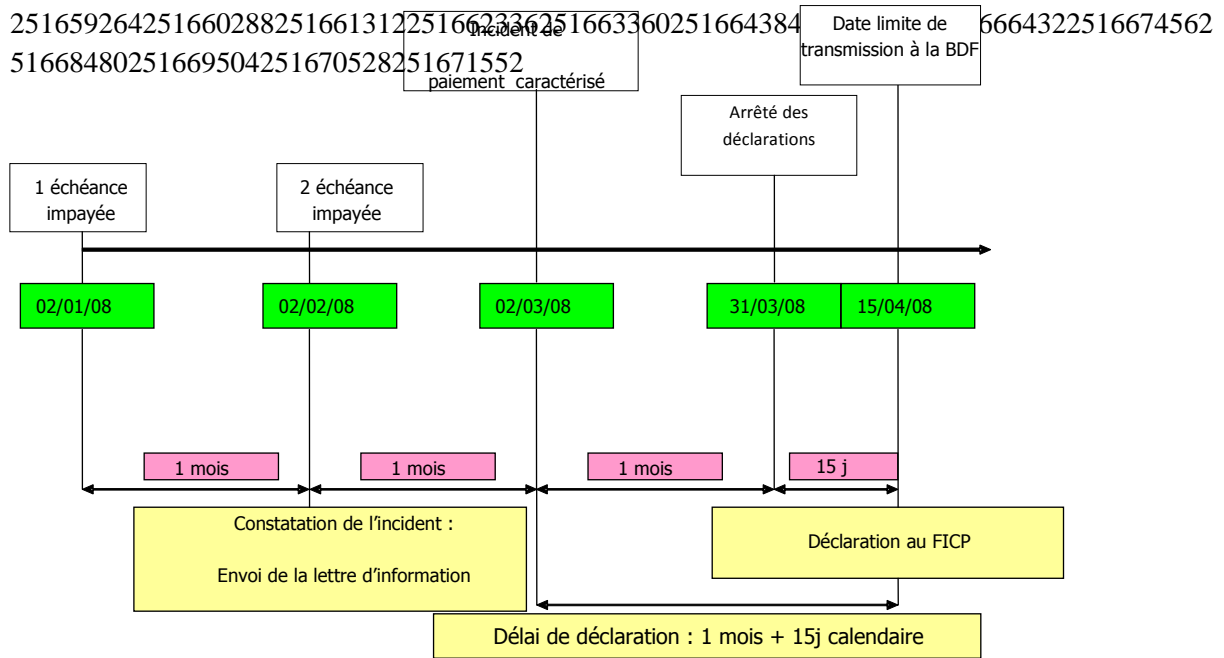 251659264251660288251661312251662336251663360251664384
6664322516674562
Incident de
51668480251669504251670528251671552
paiement caractérisé
Date limite de
transmission à la BDF
Arrêté des
déclarations
1 échéance
impayée
2 échéance
impayée
02/01/08
02/02/08
02/03/08
31/03/08
15/04/08
1 mois
1 mois
1 mois
15 j
Constatation de l’incident :
Envoi de la lettre d’information
Déclaration au FICP
Délai de déclaration : 1 mois + 15j calendaire